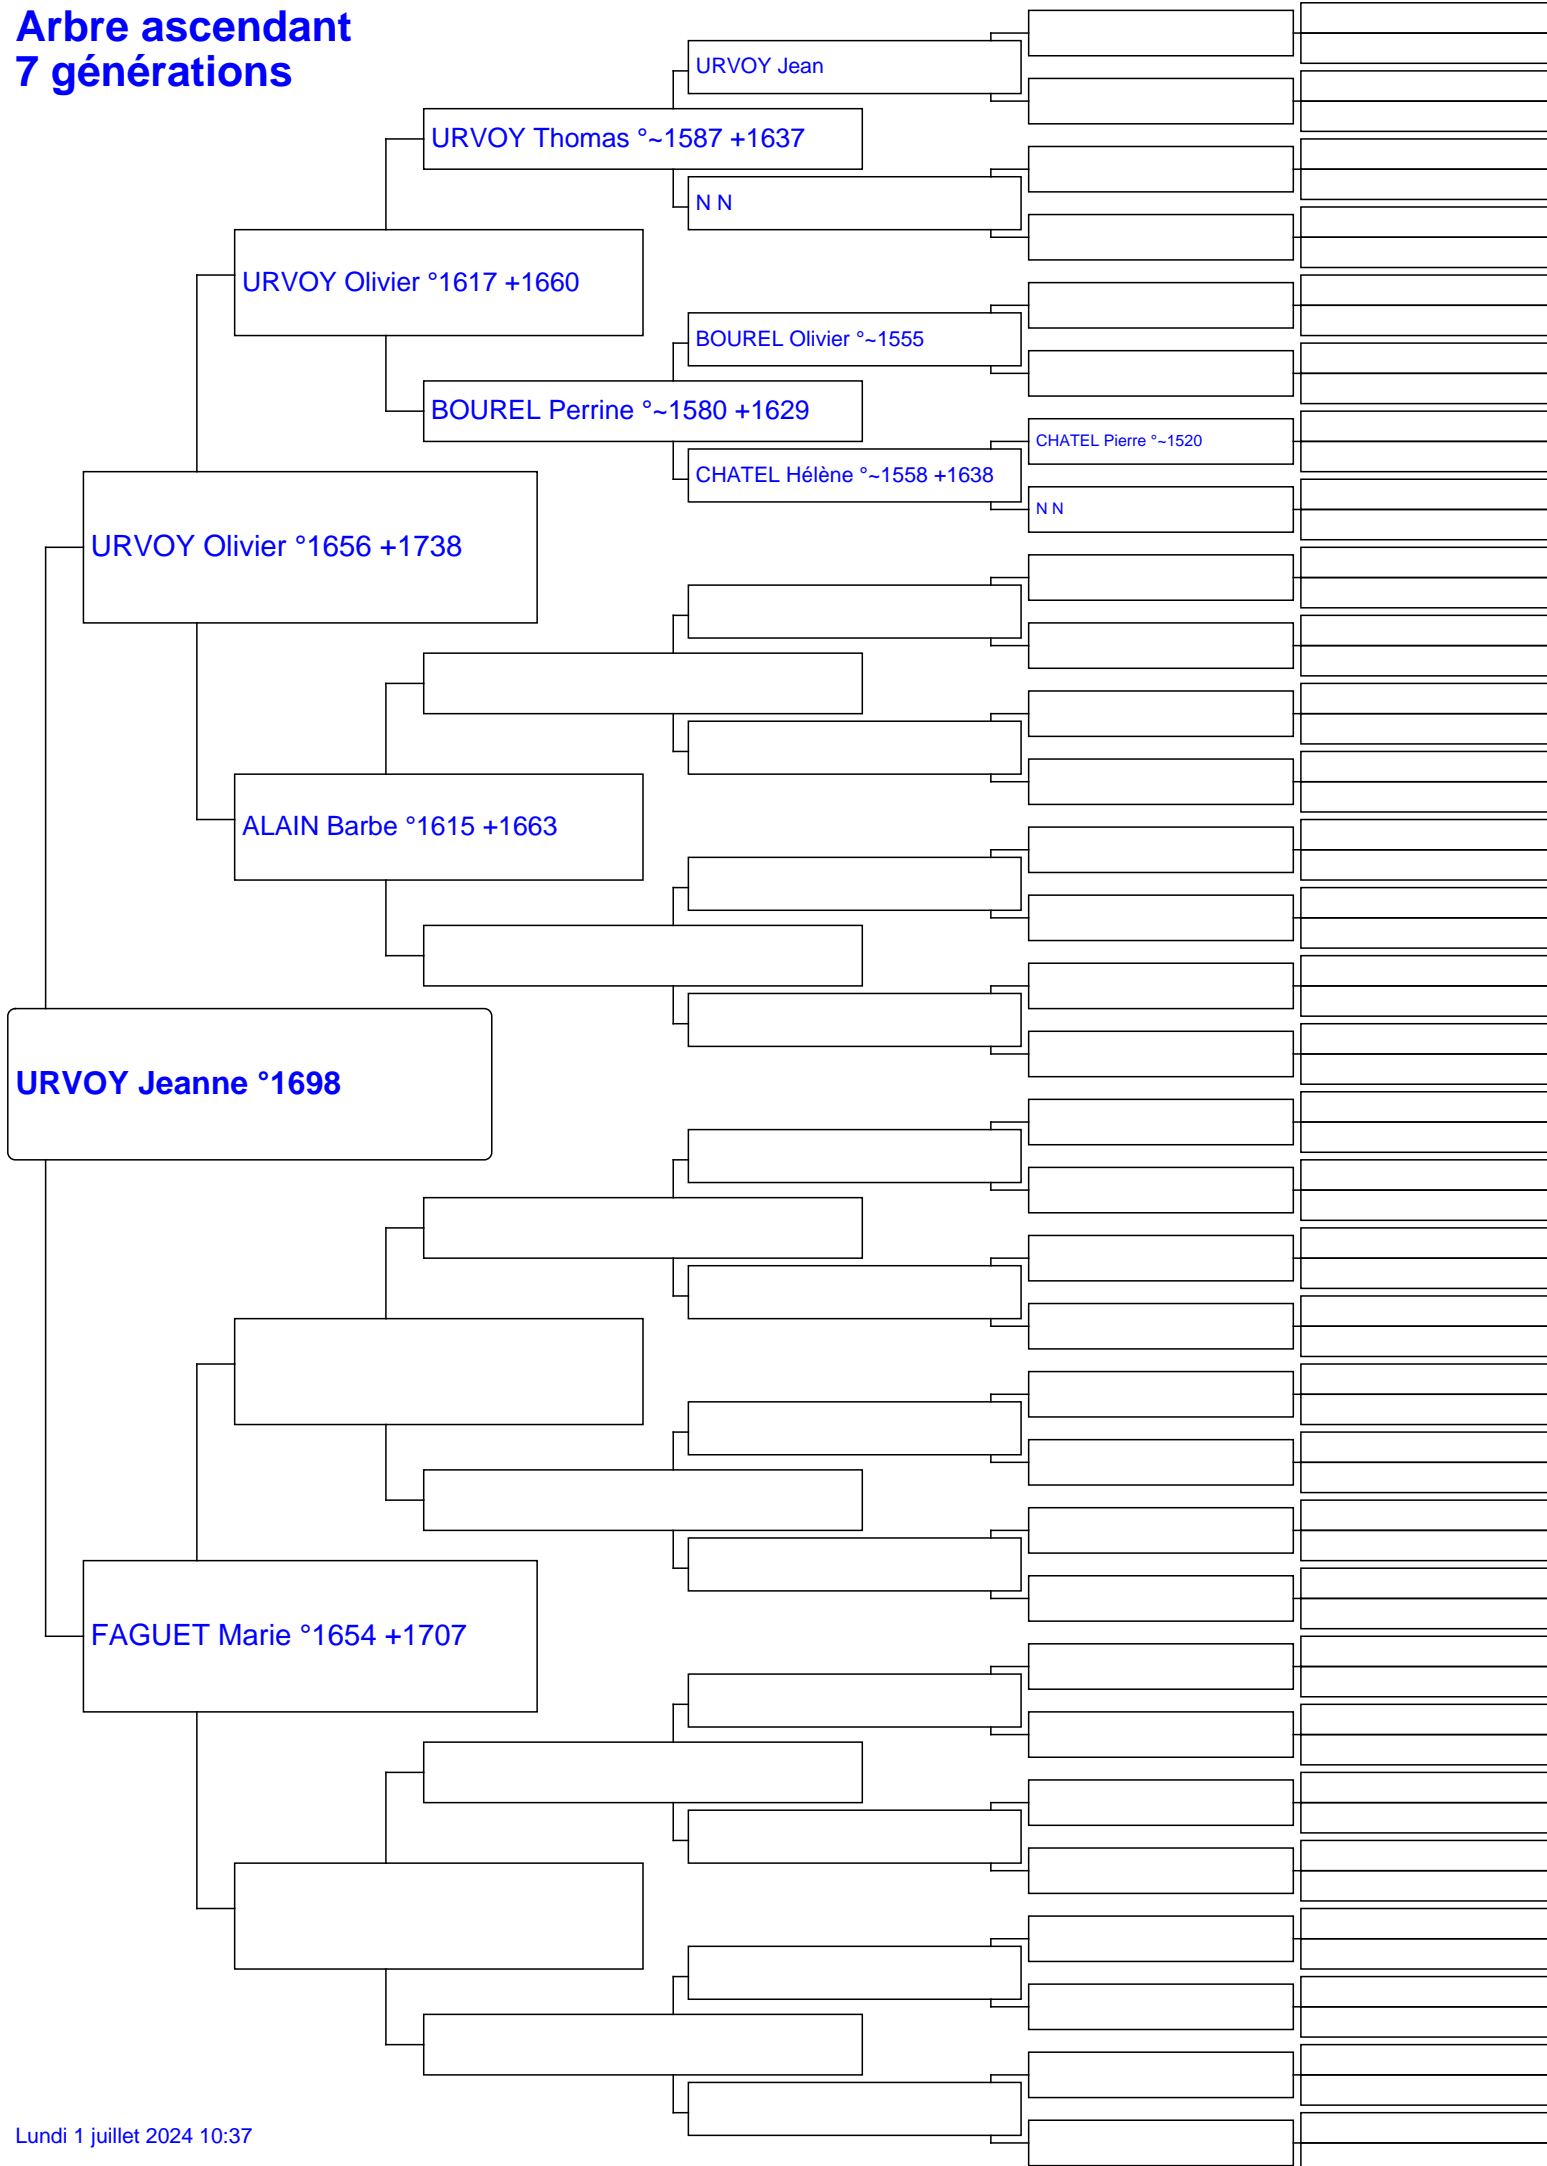 Arbre ascendant
7 générations
URVOY Jean
URVOY Thomas °~1587 +1637
N N
URVOY Olivier °1617 +1660
BOUREL Olivier °~1555
BOUREL Perrine °~1580 +1629
CHATEL Pierre °~1520
CHATEL Hélène °~1558 +1638
N N
URVOY Olivier °1656 +1738
ALAIN Barbe °1615 +1663
URVOY Jeanne °1698
FAGUET Marie °1654 +1707
Lundi 1 juillet 2024 10:37